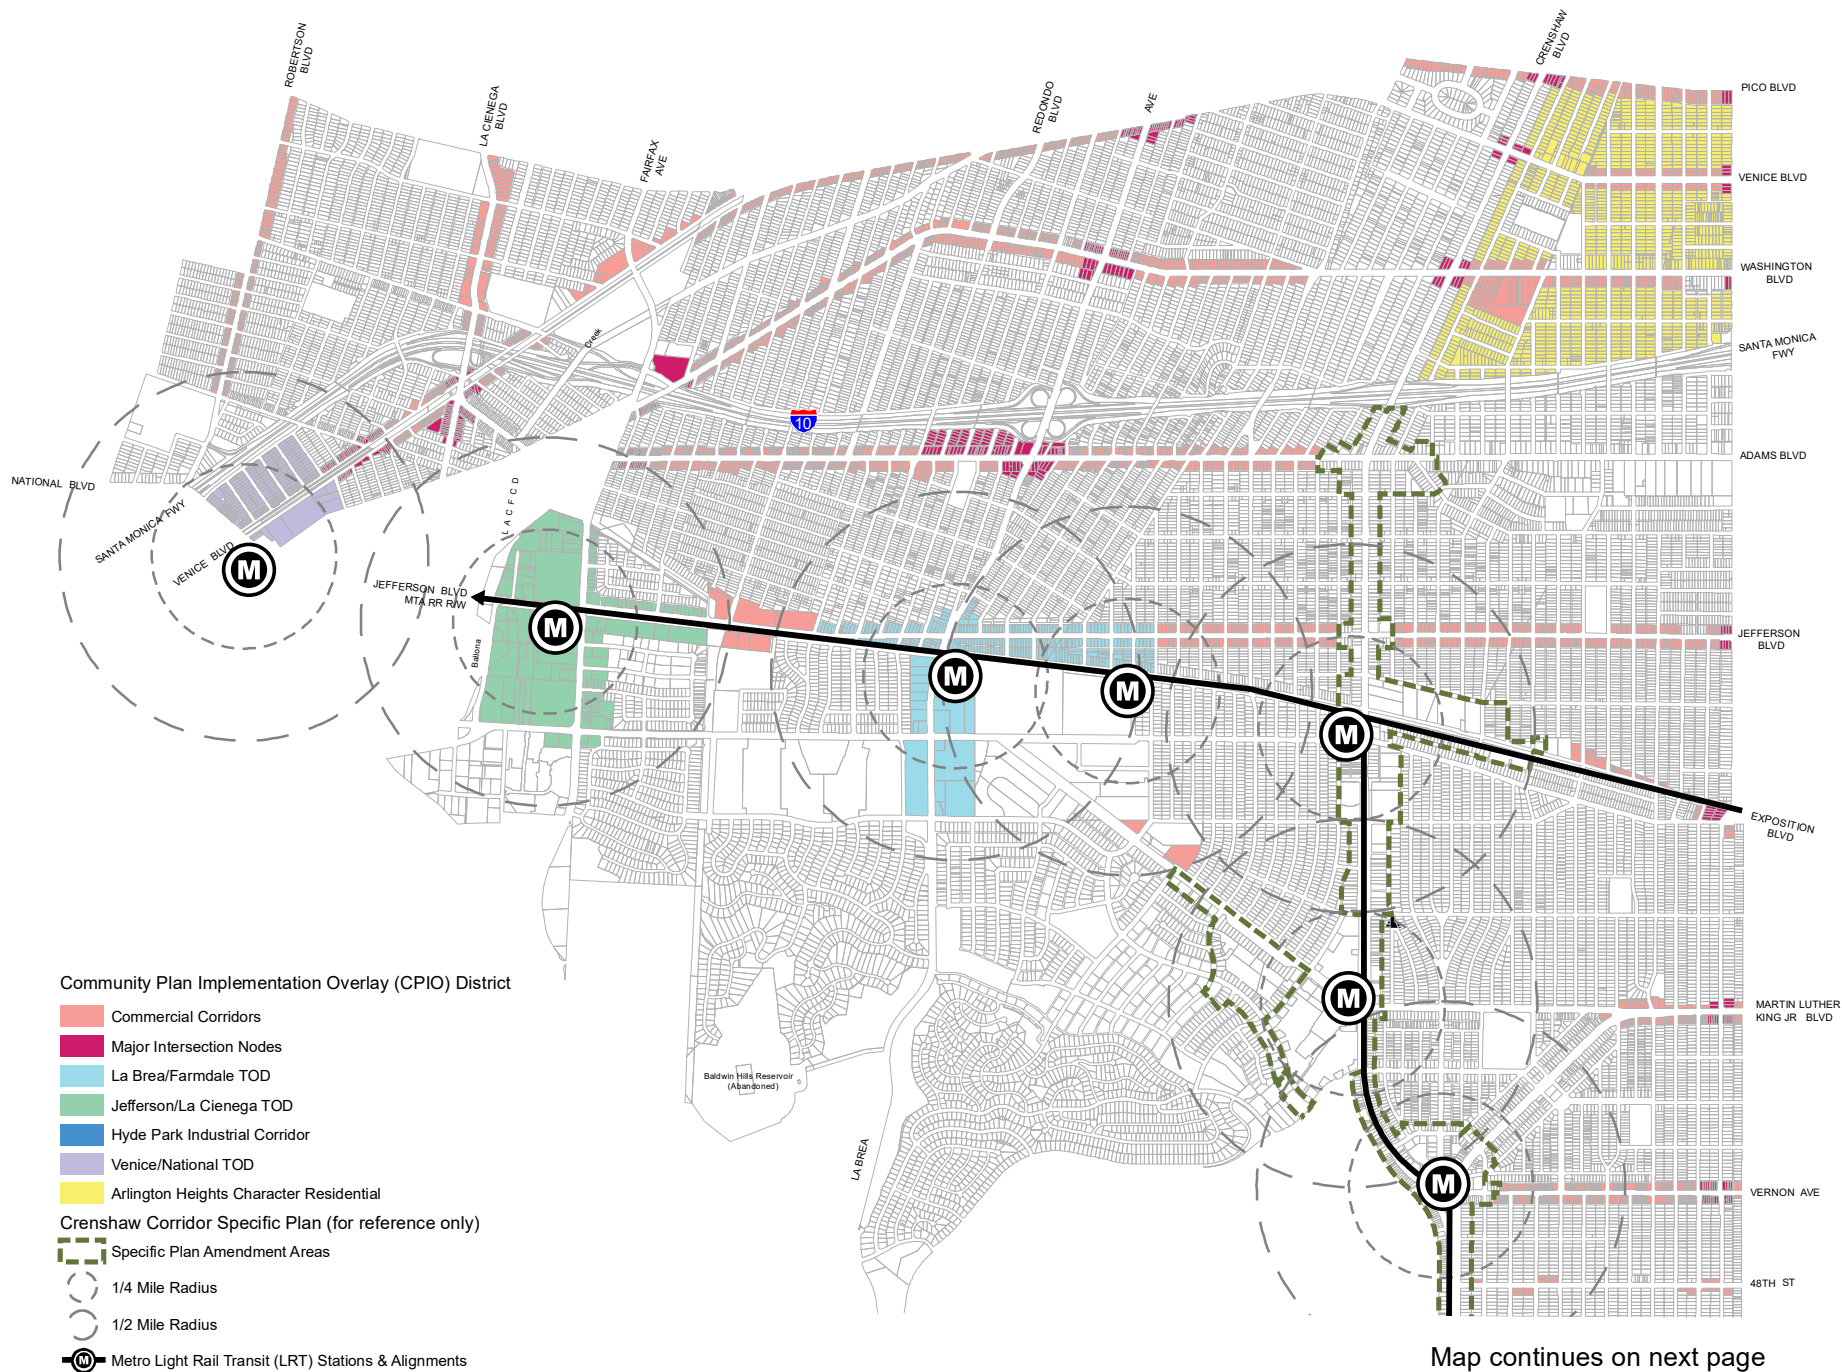 ROBERTSON
BLVD
LA CIENEGA
BLVD
FAIRFAX
AVE
REDONDO
BLVD
AVE
CRENSHAW
BLVD
PICO BLVD
VENICE BLVD
WASHINGTON
BLVD
SANTA MONICA
FWY
ADAMS BLVD
JEFFERSON
BLVD
EXPOSITION
BLVD
MARTIN LUTHER
KING JR BLVD
VERNON AVE
48TH ST
Creek
10
NATIONAL BLVD
SANTA MONICA FWY
VENICE BLVD
L A C F C D
JEFFERSON BLVD
MTA RR R/W
Ballona
M
M
M
M
M
M
M
Baldwin Hills Reservoir
(Abandoned)
LA BREA
Community Plan Implementation Overlay (CPIO) District
Commercial Corridors
Major Intersection Nodes
La Brea/Farmdale TOD
Jefferson/La Cienega TOD
Hyde Park Industrial Corridor
Venice/National TOD
Arlington Heights Character Residential
Crenshaw Corridor Specific Plan (for reference only)
Specific Plan Amendment Areas
1/4 Mile Radius
1/2 Mile Radius
M Metro Light Rail Transit (LRT) Stations & Alignments
Map continues on next page